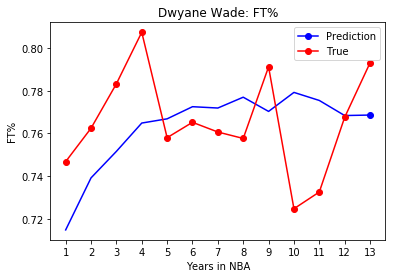 Dwyane Wade: FT%
Prediction
True
0.80
0.78
0.76
0.74
0.72
FT%
1 2 3 4 5 6 7 8 9 10 11 12 13
Years in NBA